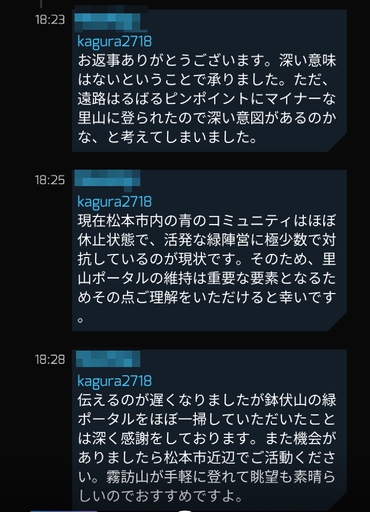 18:23
kagura2718
お返事ありがとうございます。深い意味
はないということで承りました。ただ、
遠路はるばるピンポイントにマイナーな
里山に登られたので深い意図があるのか
な、と考えてしまいました。
18:25
kagura2718
現在松本市内の青のコミュニティはほぼ
休止状態で、活発な緑陣営に極少数で対
抗しているのが現状です。そのため、里
山ポータルの維持は重要な要素となるた
めその点ご理解をいただけると幸いです
。
18:28
kagura2718
伝えるのが遅くなりましたが鉢伏山の緑
ポータルをほぼ一掃していただいたこと
は深く感謝をしております。また機会が
ありましたら松本市近辺でご活動くださ
い。霧訪山が手軽に登れて眺望も素晴ら
しいのでおすすめですよ。